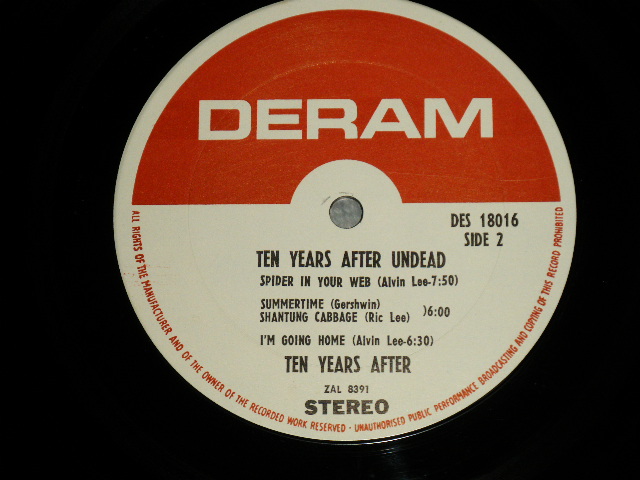 DERAM
DES 18016
SIDE 2
TEN YEARS AFTER UNDEAD
SPIDER IN YOUR WEB (Alvin Lee-7:50)
SUMMERTIME (Gershwin)
SHANTUNG CABBAGE (Ric Lee) )6:00
I'M GOING HOME (Alvin Lee-6:30)
TEN YEARS AFTER
ZAL 8391
STEREO
ALL RIGHTS OF THE MANUFACTURER AND OF THE OWNER OF THE RECORDED WORK RESERVED · UNAUTHORISED PUBLIC PERFORMANCE BROADCASTING AND COPYING OF THIS RECORD PROHIBITED